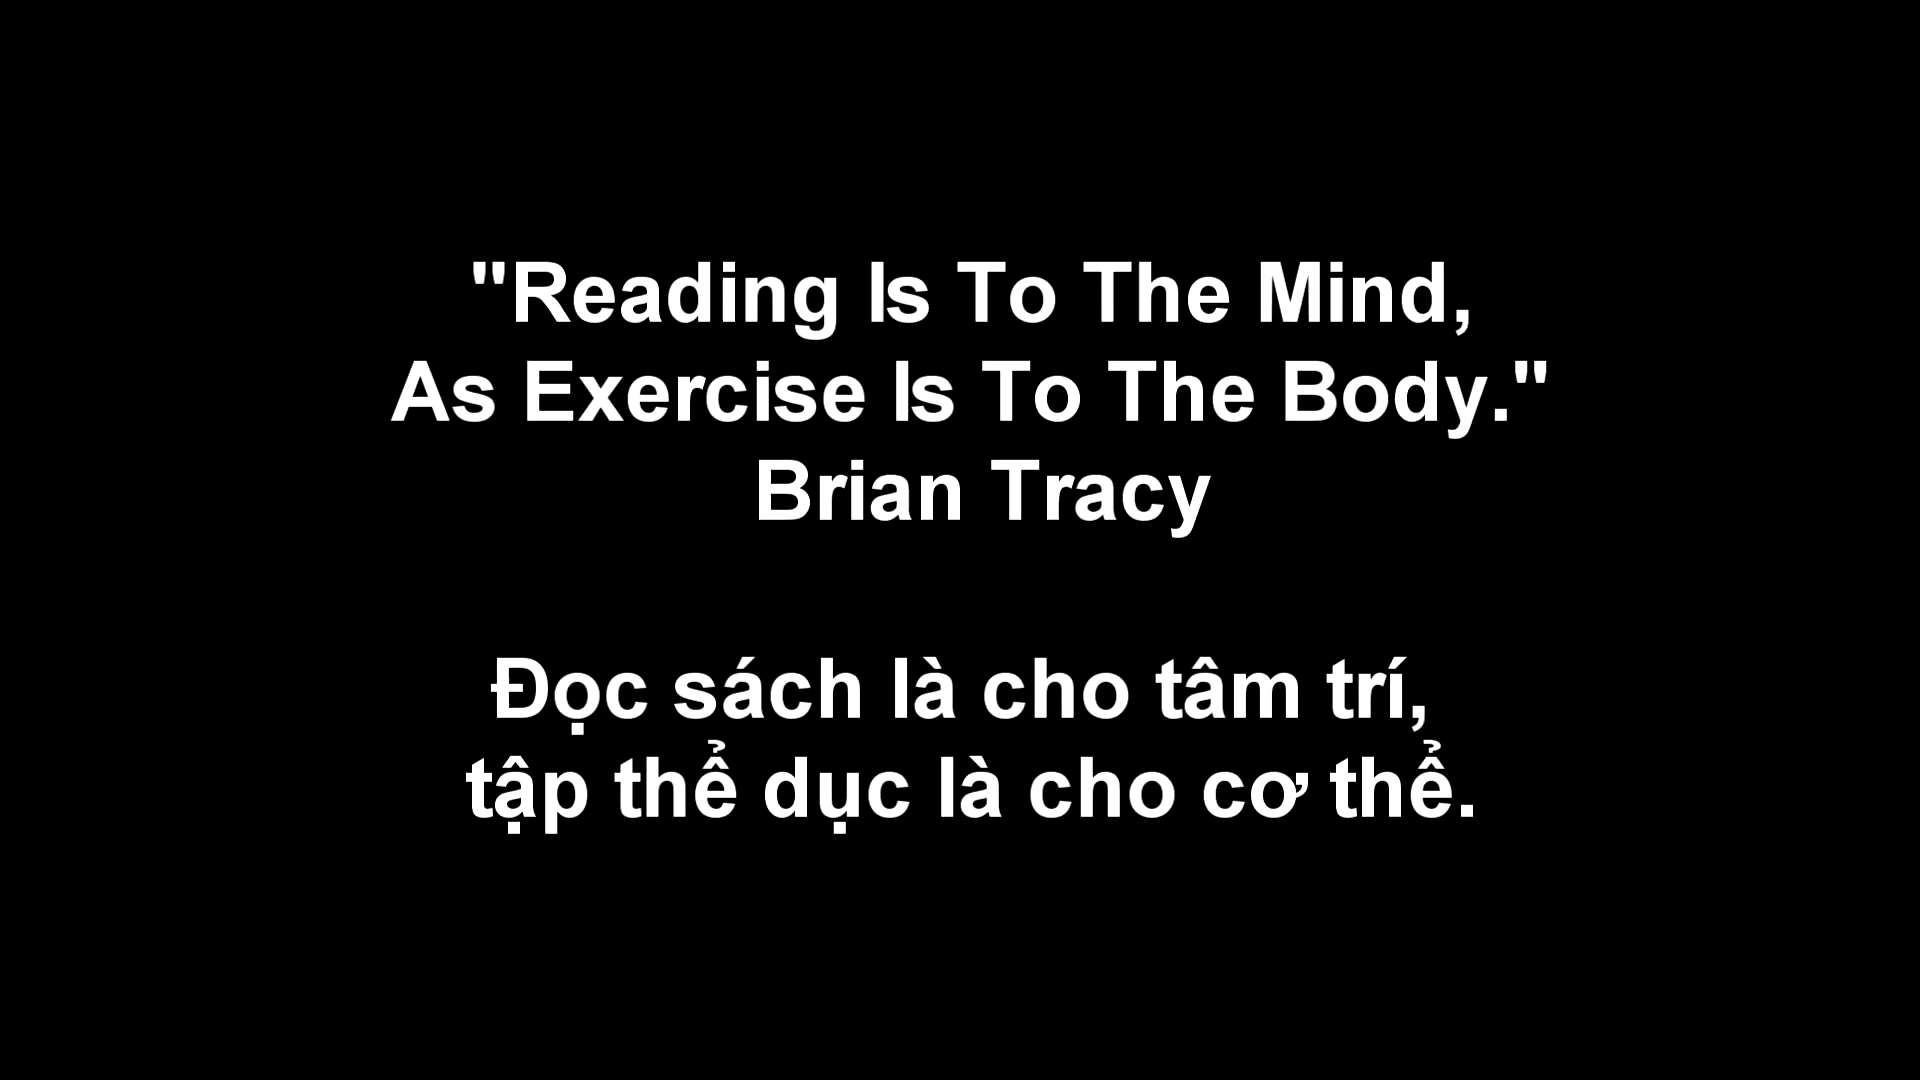 "Reading Is To The Mind,
As Exercise Is To The Body."
Brian Tracy
Đọc sách là cho tâm trí,
tập thể dục là cho cơ thể.